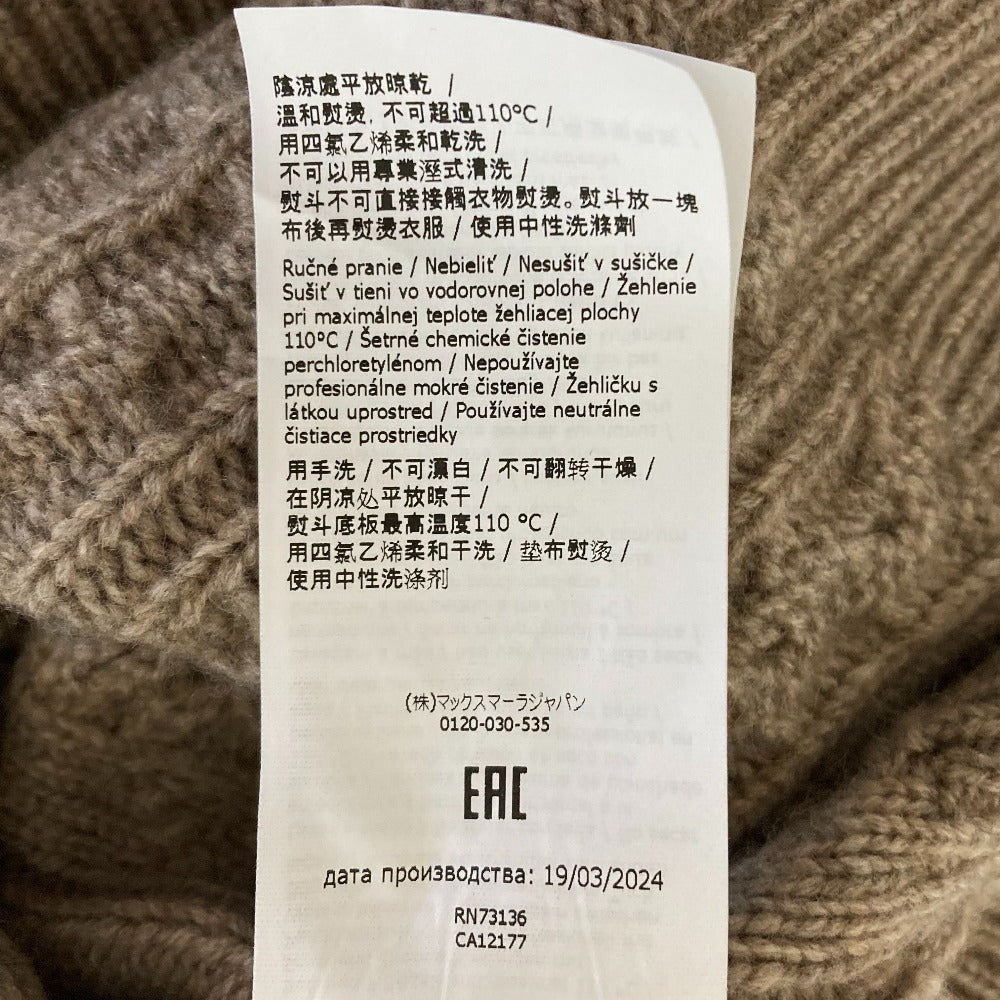 陰涼處平放晾乾 /
溫和熨燙, 不可超過110°C /
用四氯乙烯柔和乾洗 /
不可以用專業溼式清洗 /
熨斗不可直接接觸衣物熨燙。熨斗放一塊
布後再熨燙衣服 / 使用中性洗滌劑
Ručné pranie / Nebieliť / Nesušiť v sušičke /
Sušiť v tieni vo vodorovnej polohe / Žehlenie
pri maximálnej teplote žehliacej plochy
110°C / Šetrné chemické čistenie
perchloretylénom / Nepoužívajte
profesionálne mokré čistenie / Žehličku s
látkou uprostred / Používajte neutrálne
čistiace prostriedky
用手洗 / 不可漂白 / 不可翻转干燥 /
在阴凉处平放晾干 /
熨斗底板最高温度110 °C /
用四氯乙烯柔和干洗 / 垫布熨烫 /
使用中性洗涤剂
(株)マックスマーラジャパン
0120-030-535
EAC
дата производства: 19/03/2024
RN73136
CA12177